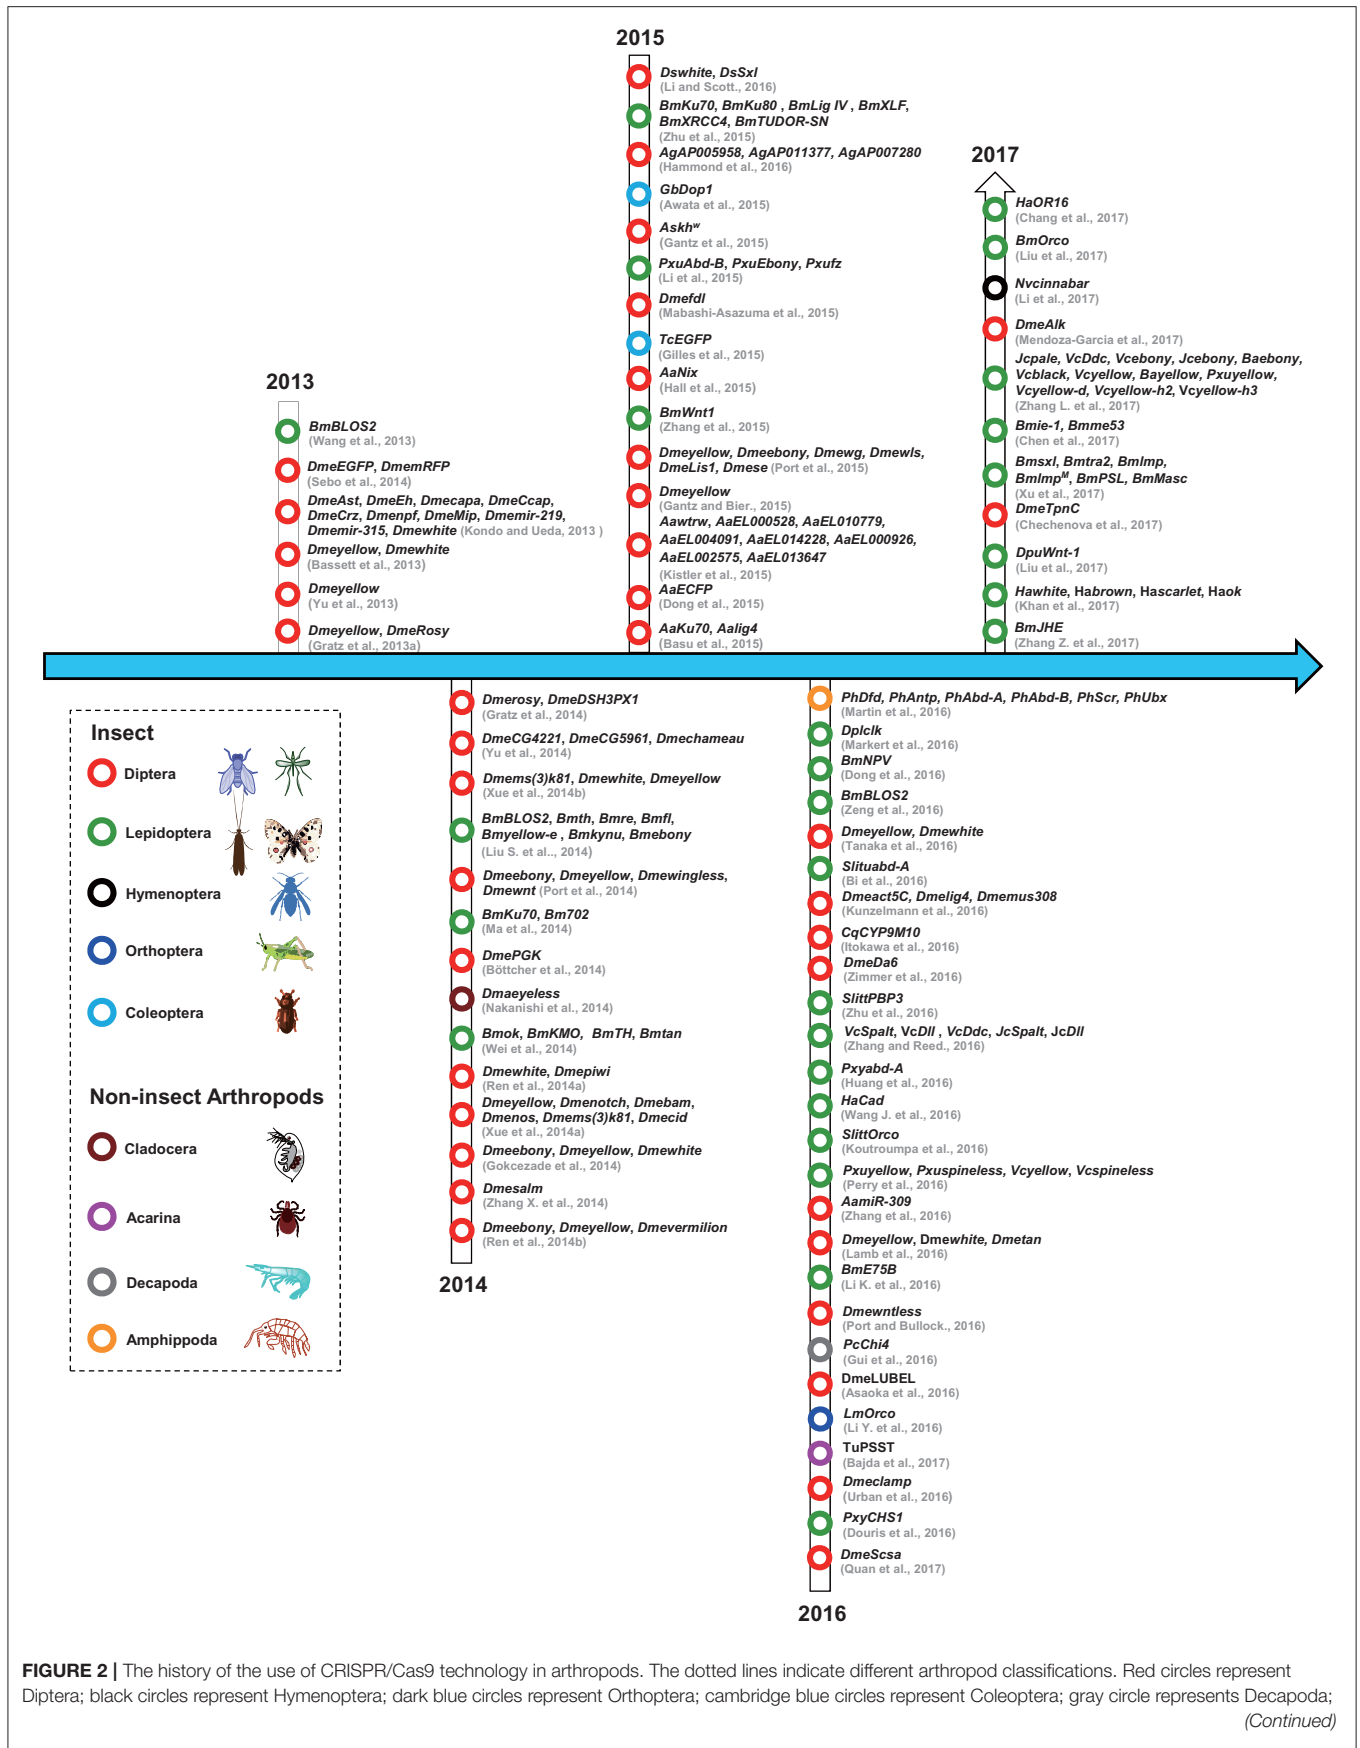 2015
Dswhite, DsSxl
(Li and Scott., 2016)
BmKu70, BmKu80 , BmLig IV , BmXLF,
BmXRCC4, BmTUDOR-SN
(Zhu et al., 2015)
AgAP005958, AgAP011377, AgAP007280
(Hammond et al., 2016)
GbDop1
(Awata et al., 2015)
Askhʷ
(Gantz et al., 2015)
PxuAbd-B, PxuEbony, Pxufz
(Li et al., 2015)
Dmefdl
(Mabashi-Asazuma et al., 2015)
TcEGFP
(Gilles et al., 2015)
AaNix
(Hall et al., 2015)
BmWnt1
(Zhang et al., 2015)
Dmeyellow, Dmeebony, Dmewg, Dmewls,
DmeLis1, Dmese (Port et al., 2015)
Dmeyellow
(Gantz and Bier., 2015)
Aawtrw, AaEL000528, AaEL010779,
AaEL004091, AaEL014228, AaEL000926,
AaEL002575, AaEL013647
(Kistler et al., 2015)
AaECFP
(Dong et al., 2015)
AaKu70, Aalig4
(Basu et al., 2015)
2017
HaOR16
(Chang et al., 2017)
BmOrco
(Liu et al., 2017)
Nvcinnabar
(Li et al., 2017)
DmeAlk
(Mendoza-Garcia et al., 2017)
Jcpale, VcDdc, Vcebony, Jcebony, Baebony,
Vcblack, Vcyellow, Bayellow, Pxuyellow,
Vcyellow-d, Vcyellow-h2, Vcyellow-h3
(Zhang L. et al., 2017)
Bmie-1, Bmme53
(Chen et al., 2017)
Bmsxl, Bmtra2, BmImp,
BmImpᴹ, BmPSL, BmMasc
(Xu et al., 2017)
DmeTpnC
(Chechenova et al., 2017)
DpuWnt-1
(Liu et al., 2017)
Hawhite, Habrown, Hascarlet, Haok
(Khan et al., 2017)
BmJHE
(Zhang Z. et al., 2017)
2013
BmBLOS2
(Wang et al., 2013)
DmeEGFP, DmemRFP
(Sebo et al., 2014)
DmeAst, DmeEh, Dmecapa, DmeCcap,
DmeCrz, Dmenpf, DmeMip, Dmemir-219,
Dmemir-315, Dmewhite (Kondo and Ueda, 2013 )
Dmeyellow, Dmewhite
(Bassett et al., 2013)
Dmeyellow
(Yu et al., 2013)
Dmeyellow, DmeRosy
(Gratz et al., 2013a)
Insect
Diptera
Lepidoptera
Hymenoptera
Orthoptera
Coleoptera
Non-insect Arthropods
Cladocera
Acarina
Decapoda
Amphippoda
Dmerosy, DmeDSH3PX1
(Gratz et al., 2014)
DmeCG4221, DmeCG5961, Dmechameau
(Yu et al., 2014)
Dmems(3)k81, Dmewhite, Dmeyellow
(Xue et al., 2014b)
BmBLOS2, Bmth, Bmre, Bmfl,
Bmyellow-e , Bmkynu, Bmebony
(Liu S. et al.., 2014)
Dmeebony, Dmeyellow, Dmewingless,
Dmewnt (Port et al., 2014)
BmKu70, Bm702
(Ma et al., 2014)
DmePGK
(Böttcher et al., 2014)
Dmaeyeless
(Nakanishi et al., 2014)
Bmok, BmKMO, BmTH, Bmtan
(Wei et al., 2014)
Dmewhite, Dmepiwi
(Ren et al., 2014a)
Dmeyellow, Dmenotch, Dmebam,
Dmenos, Dmems(3)k81, Dmecid
(Xue et al., 2014a)
Dmeebony, Dmeyellow, Dmewhite
(Gokcezade et al., 2014)
Dmesalm
(Zhang X. et al., 2014)
Dmeebony, Dmeyellow, Dmevermilion
(Ren et al., 2014b)
2014
PhDfd, PhAntp, PhAbd-A, PhAbd-B, PhScr, PhUbx
(Martin et al., 2016)
Dplclk
(Markert et al., 2016)
BmNPV
(Dong et al., 2016)
BmBLOS2
(Zeng et al., 2016)
Dmeyellow, Dmewhite
(Tanaka et al., 2016)
Slituabd-A
(Bi et al., 2016)
Dmeact5C, Dmelig4, Dmemus308
(Kunzelmann et al., 2016)
CqCYP9M10
(Itokawa et al., 2016)
DmeDa6
(Zimmer et al., 2016)
SlittPBP3
(Zhu et al., 2016)
VcSpalt, VcDll , VcDdc, JcSpalt, JcDll
(Zhang and Reed., 2016)
Pxyabd-A
(Huang et al., 2016)
HaCad
(Wang J. et al., 2016)
SlittOrco
(Koutroumpa et al., 2016)
Pxuyellow, Pxuspineless, Vcyellow, Vcspineless
(Perry et al., 2016)
AamiR-309
(Zhang et al., 2016)
Dmeyellow, Dmewhite, Dmetan
(Lamb et al., 2016)
BmE75B
(Li K. et al., 2016)
Dmewntless
(Port and Bullock., 2016)
PcChi4
(Gui et al., 2016)
DmeLUBEL
(Asaoka et al., 2016)
LmOrco
(Li Y. et al., 2016)
TuPSST
(Bajda et al., 2017)
Dmeclamp
(Urban et al., 2016)
PxyCHS1
(Douris et al., 2016)
DmeScsa
(Quan et al., 2017)
2016
FIGURE 2 | The history of the use of CRISPR/Cas9 technology in arthropods. The dotted lines indicate different arthropod classifications. Red circles represent
Diptera; black circles represent Hymenoptera; dark blue circles represent Orthoptera; cambridge blue circles represent Coleoptera; gray circle represents Decapoda;
(Continued)